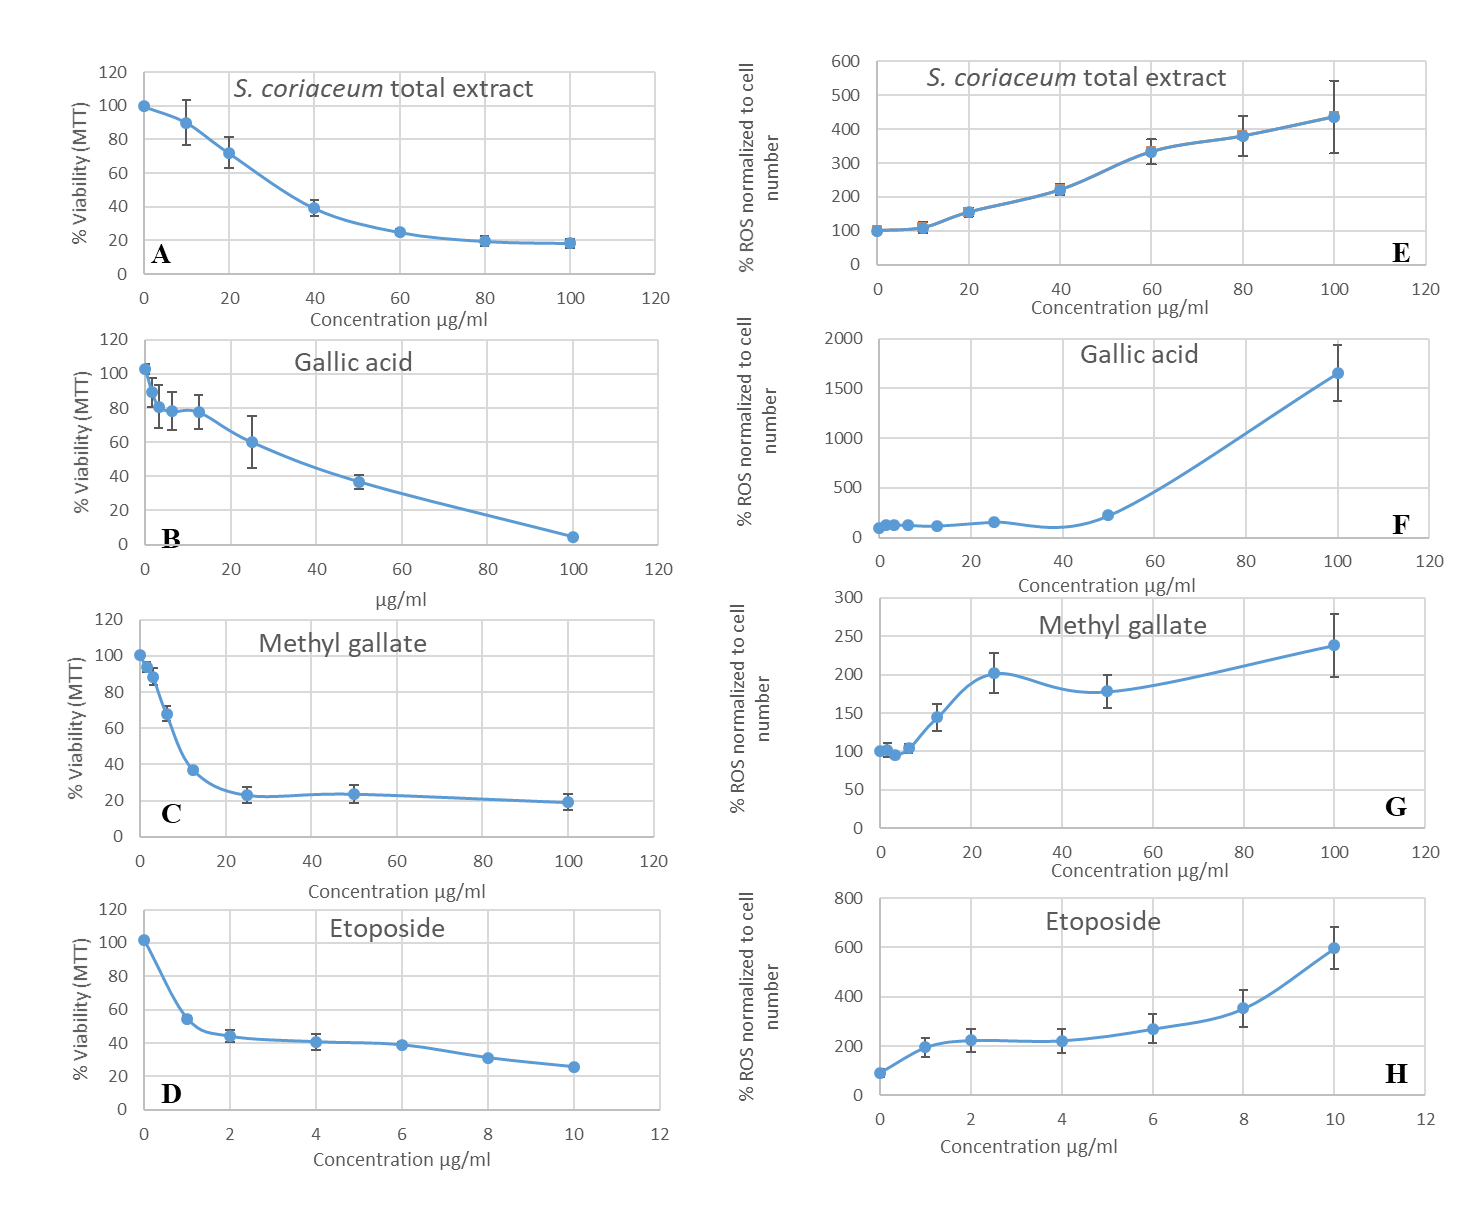 S. coriaceum total extract
% Viability (MTT)
120
100
80
60
40
20
0
A
0 20 40 60 80 100 120
Concentration µg/ml
Gallic acid
% Viability (MTT)
120
100
80
60
40
20
0
B
0 20 40 60 80 100 120
µg/ml
Methyl gallate
% Viability (MTT)
120
100
80
60
40
20
0
C
0 20 40 60 80 100 120
Concentration µg/ml
Etoposide
% Viability (MTT)
120
100
80
60
40
20
0
D
0 2 4 6 8 10 12
Concentration µg/ml
S. coriaceum total extract
% ROS normalized to cell
number
600
500
400
300
200
100
0
E
0 20 40 60 80 100 120
Concentration µg/ml
Gallic acid
% ROS normalized to cell
number
2000
1500
1000
500
0
F
0 20 40 60 80 100 120
Concentration µg/ml
Methyl gallate
% ROS normalized to cell
number
300
250
200
150
100
50
0
G
0 20 40 60 80 100 120
Concentration µg/ml
Etoposide
% ROS normalized to cell
number
800
600
400
200
0
H
0 2 4 6 8 10 12
Concentration µg/ml